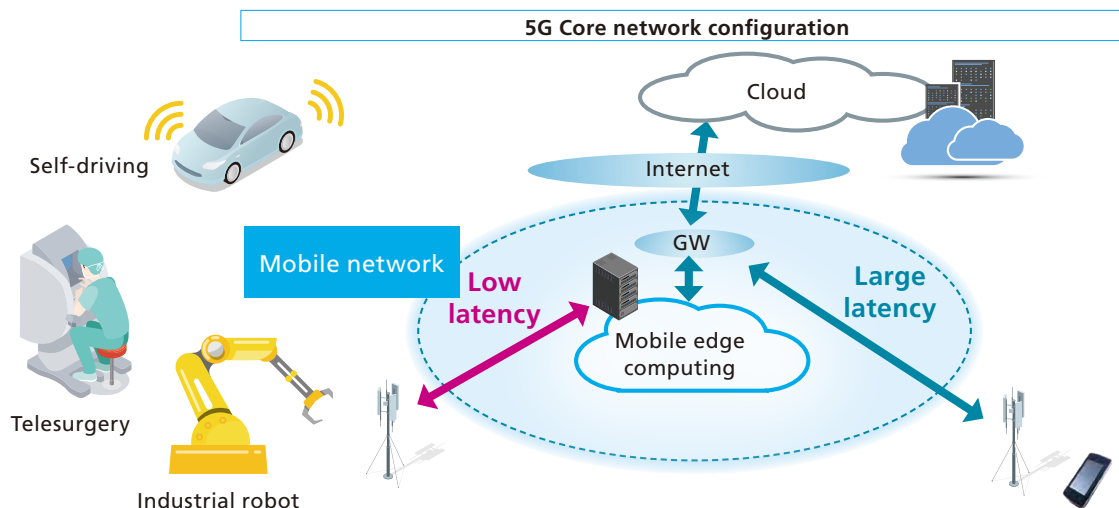 5G Core network configuration
Cloud
Self-driving
Internet
GW
Mobile network
Low
latency
Large
latency
Mobile edge
computing
Telesurgery
Industrial robot